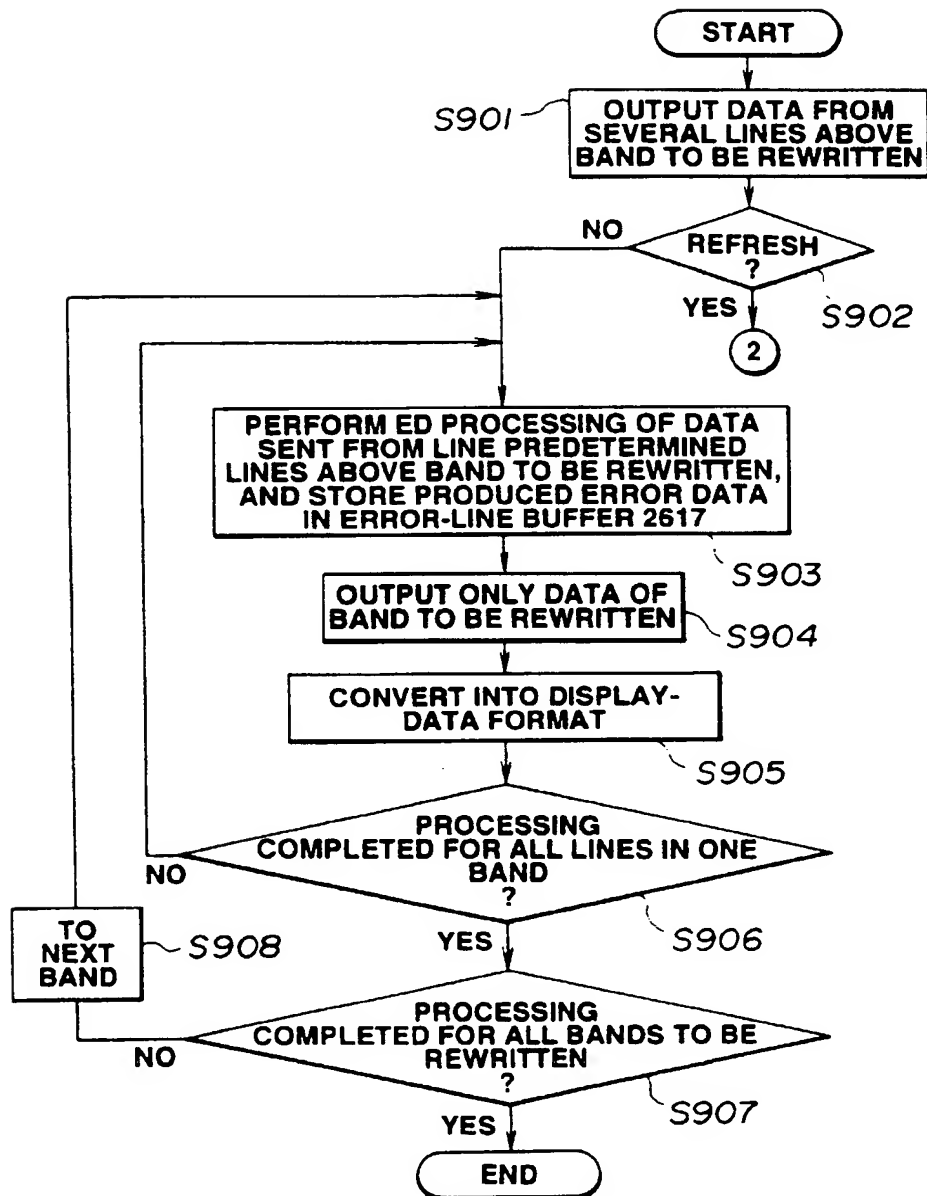 START
S901
OUTPUT DATA FROM
SEVERAL LINES ABOVE
BAND TO BE REWRITTEN
NO
REFRESH
?
YES
S902
2
PERFORM ED PROCESSING OF DATA
SENT FROM LINE PREDETERMINED
LINES ABOVE BAND TO BE REWRITTEN,
AND STORE PRODUCED ERROR DATA
IN ERROR-LINE BUFFER 2617
S903
OUTPUT ONLY DATA OF
BAND TO BE REWRITTEN
S904
CONVERT INTO DISPLAY-
DATA FORMAT
S905
PROCESSING
COMPLETED FOR ALL LINES IN ONE
BAND
?
NO
YES
S906
TO
NEXT
BAND
S908
PROCESSING
COMPLETED FOR ALL BANDS TO BE
REWRITTEN
?
NO
YES
S907
END